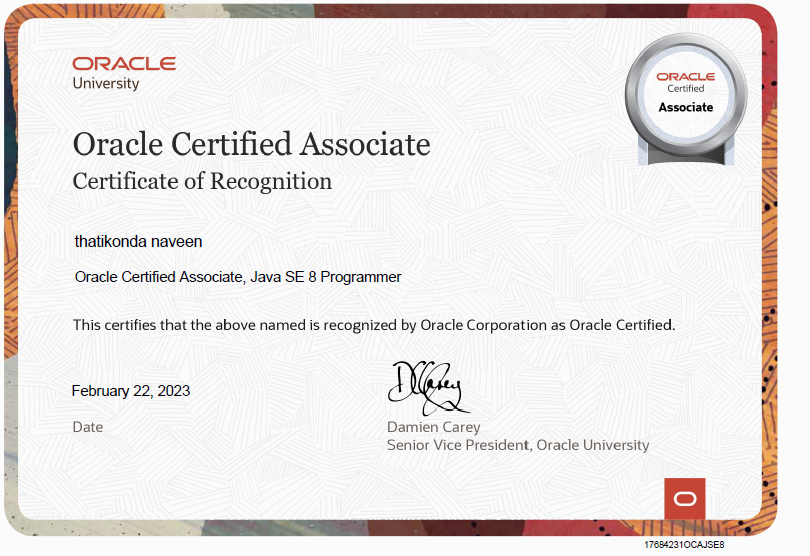 ORACLE
University
ORACLE
Certified
Associate
Oracle Certified Associate
Certificate of Recognition
thatikonda naveen
Oracle Certified Associate, Java SE 8 Programmer
This certifies that the above named is recognized by Oracle Corporation as Oracle Certified.
DCarey
February 22, 2023
Date
Damien Carey
Senior Vice President, Oracle University
17684231OCAJSE8